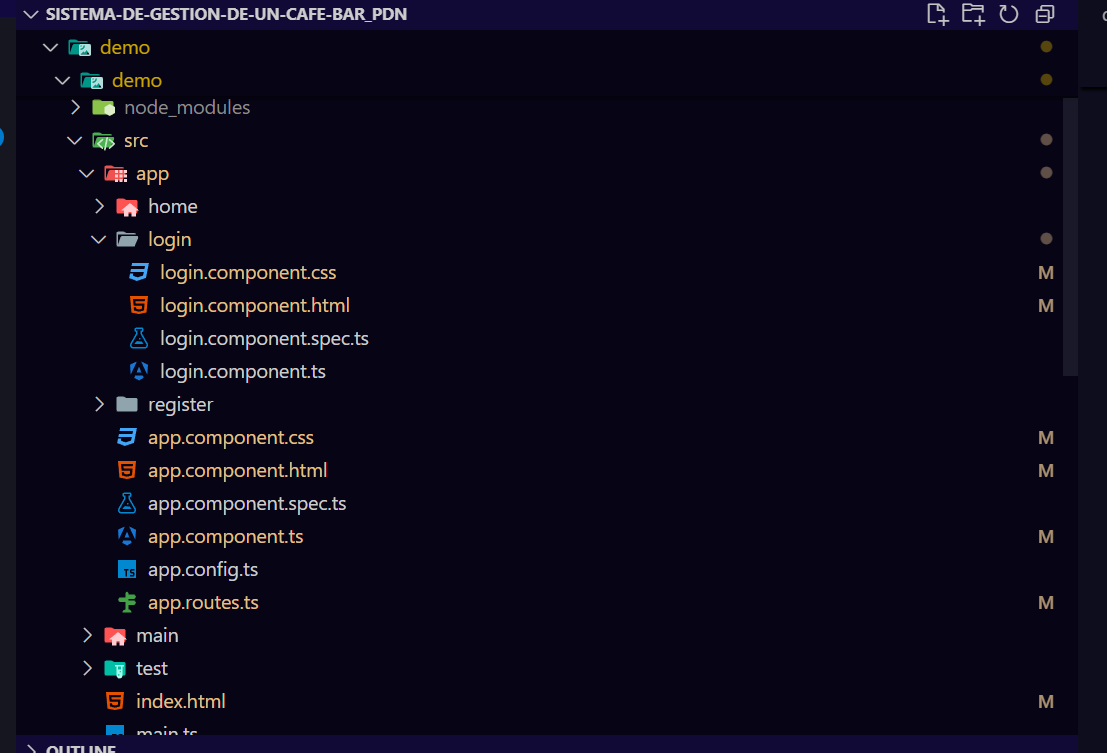 SISTEMA-DE-GESTION-DE-UN-CAFE-BAR_PDN
demo
demo
node_modules
src
app
home
login
login.component.css M
login.component.html M
login.component.spec.ts
login.component.ts
register
app.component.css M
app.component.html M
app.component.spec.ts
app.component.ts M
app.config.ts
app.routes.ts M
main
test
index.html M
main.ts
OUTLINE